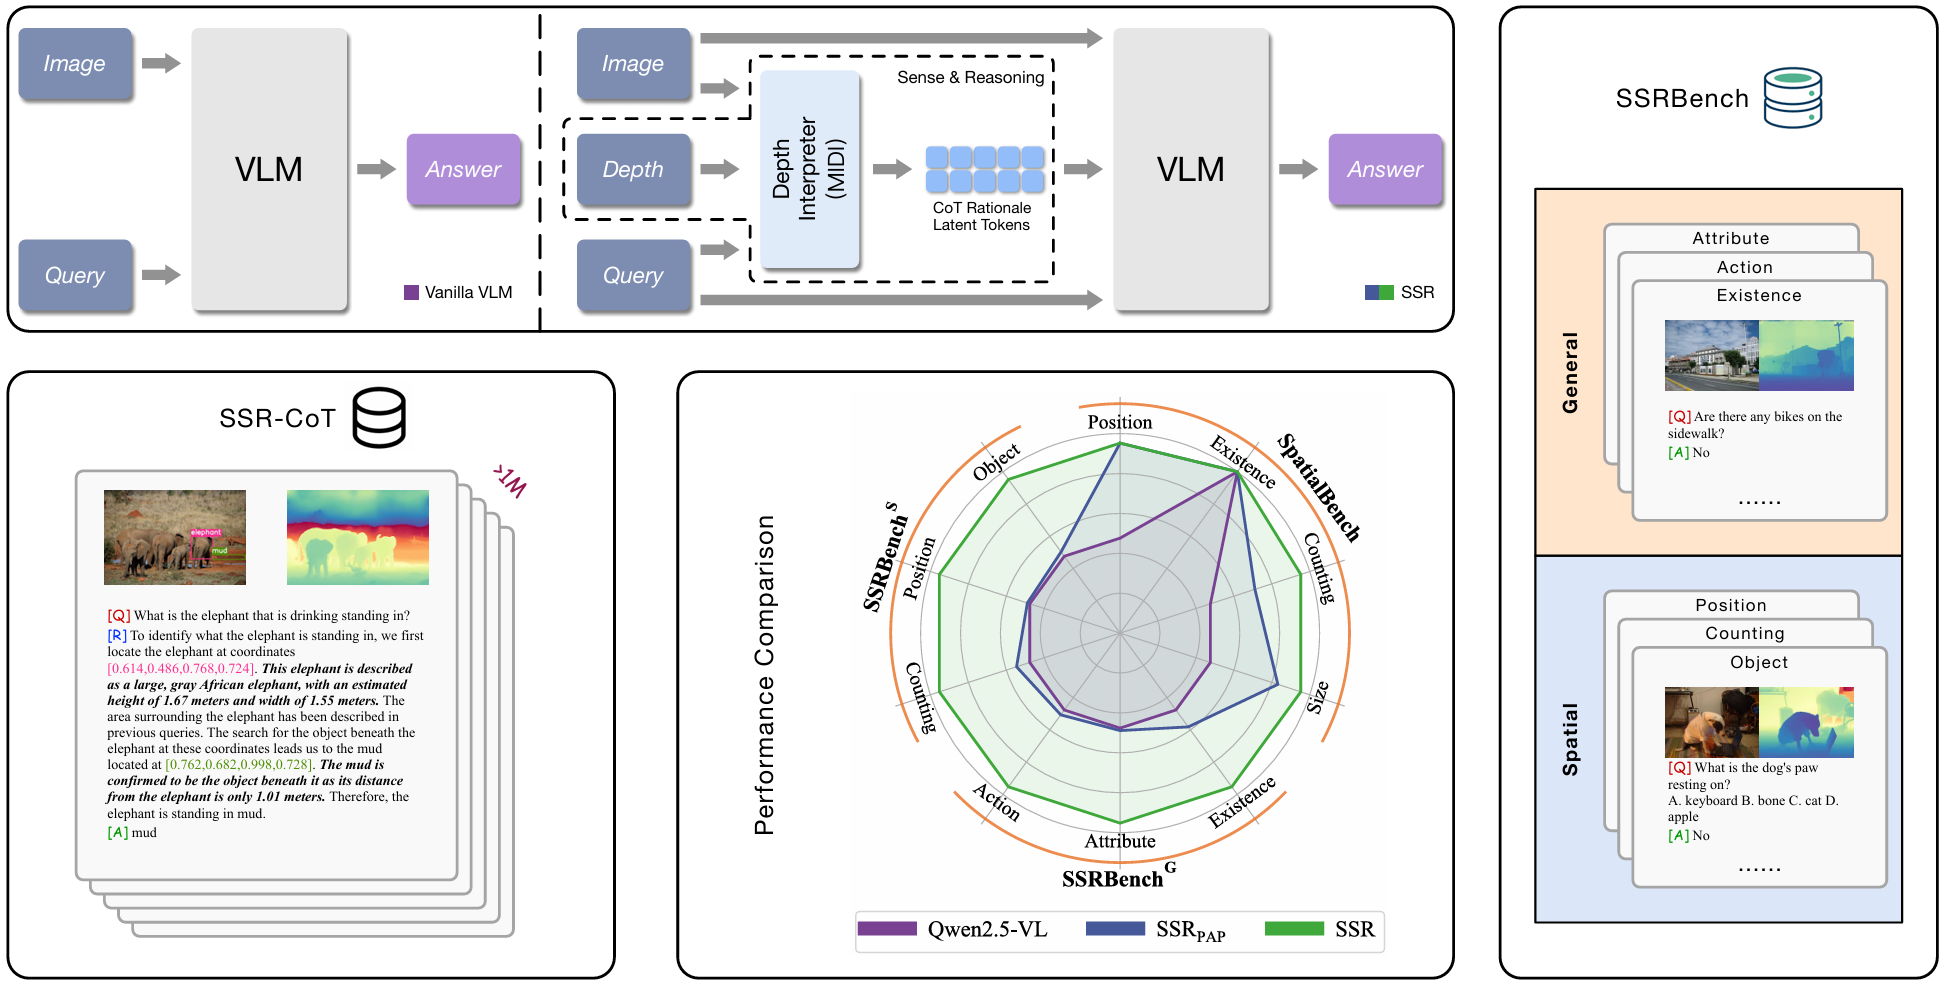 Image
Query
VLM
Answer
Vanilla VLM
Image
Depth
Query
Depth
Interpreter
(MIDI)
Sense & Reasoning
CoT Rationale
Latent Tokens
VLM
Answer
SSR
SSR-CoT
>1M
elephant
mud
[Q] What is the elephant that is drinking standing in?
[R] To identify what the elephant is standing in, we first
locate the elephant at coordinates
[0.614,0.486,0.768,0.724]. This elephant is described
as a large, gray African elephant, with an estimated
height of 1.67 meters and width of 1.55 meters. The
area surrounding the elephant has been described in
previous queries. The search for the object beneath the
elephant at these coordinates leads us to the mud
located at [0.762,0.682,0.998,0.728]. The mud is
confirmed to be the object beneath it as its distance
from the elephant is only 1.01 meters. Therefore, the
elephant is standing in mud.
[A] mud
Performance Comparison
Position
Existence
Counting
Size
Existence
Attribute
Action
Counting
Position
Object
SpatialBench
SSRBench G
SSRBench S
Qwen2.5-VL
SSRPAP
SSR
SSRBench
General
Attribute
Action
Existence
[Q] Are there any bikes on the
sidewalk?
[A] No
......
Spatial
Position
Counting
Object
[Q] What is the dog's paw
resting on?
A. keyboard B. bone C. cat D.
apple
[A] No
......